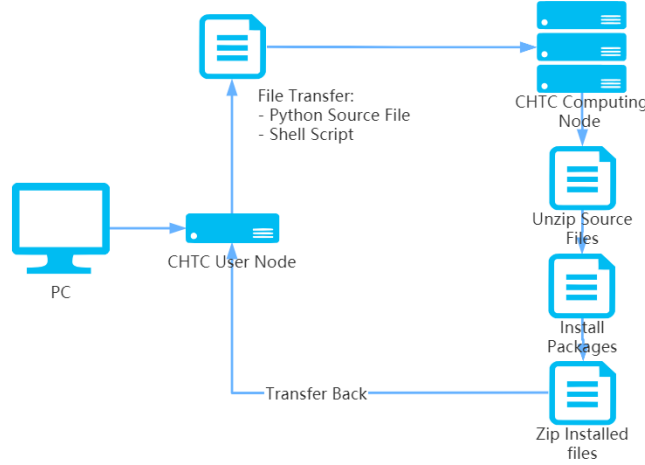 File Transfer:
- Python Source File
- Shell Script
CHTC Computing
Node
Unzip Source
Files
CHTC User Node
PC
Install
Packages
Transfer Back
Zip Installed
files